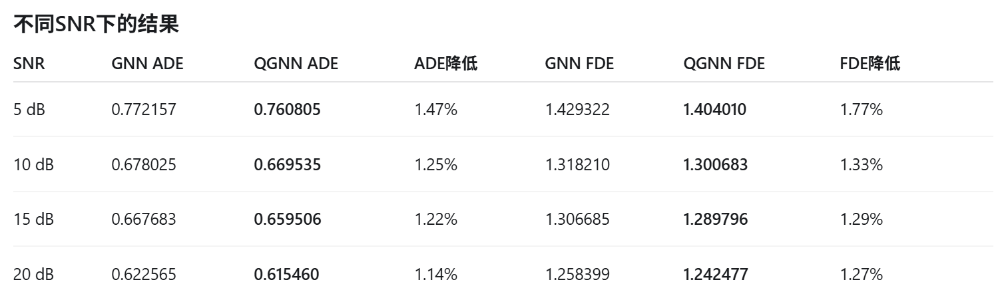 不同SNR下的结果
SNR GNN ADE QGNN ADE ADE降低 GNN FDE QGNN FDE FDE降低
5 dB 0.772157 0.760805 1.47% 1.429322 1.404010 1.77%
10 dB 0.678025 0.669535 1.25% 1.318210 1.300683 1.33%
15 dB 0.667683 0.659506 1.22% 1.306685 1.289796 1.29%
20 dB 0.622565 0.615460 1.14% 1.258399 1.242477 1.27%